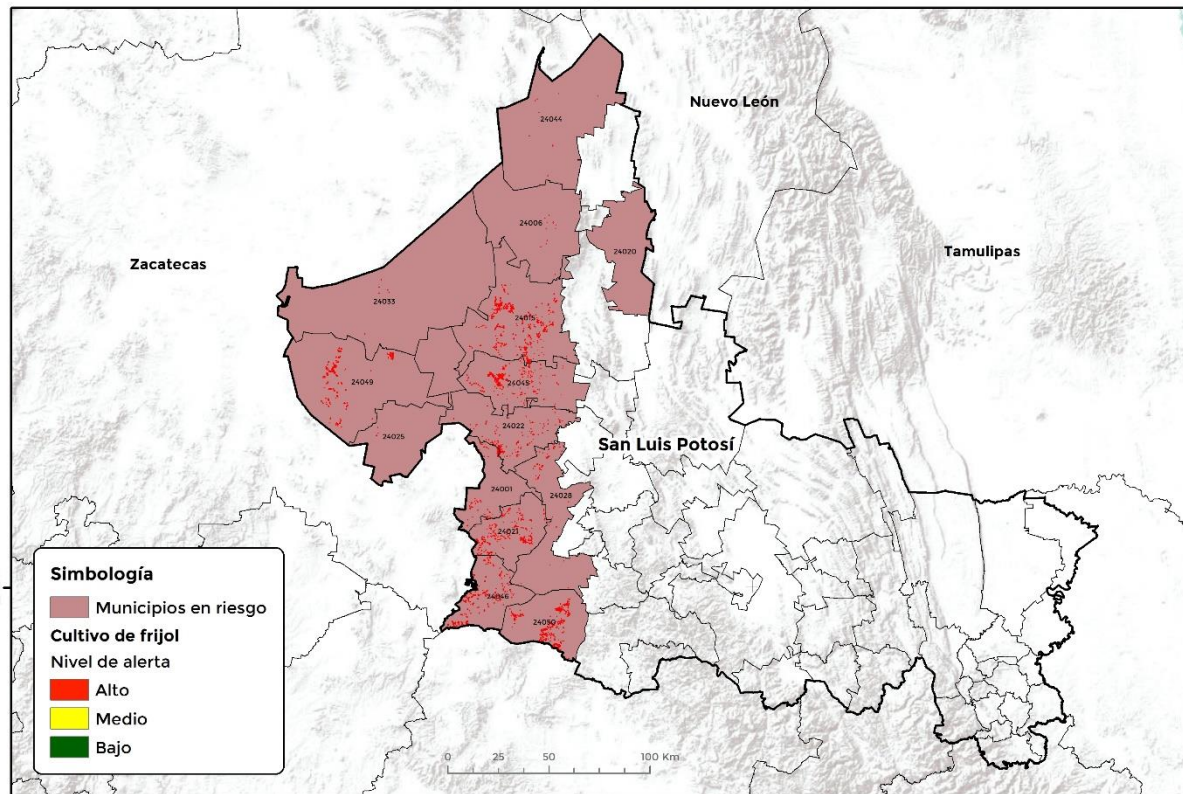 Nuevo León
24044
24006
24020
Zacatecas
Tamulipas
24033
24015
24049
24045
24022
24025
San Luis Potosí
24001
24028
24021
24046
24050
Simbología
Municipios en riesgo
Cultivo de frijol
Nivel de alerta
Alto
Medio
Bajo
0 25 50 100 Km